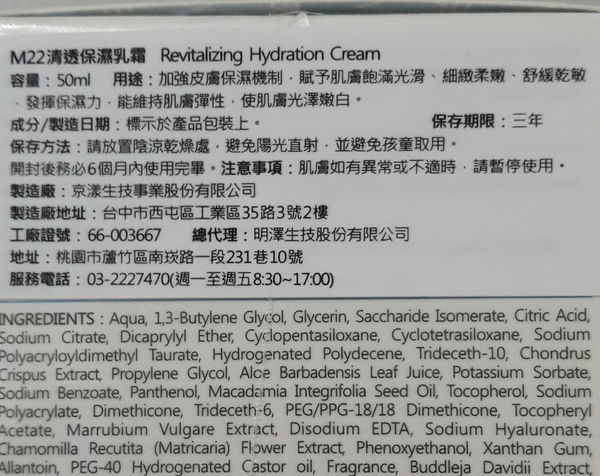 M22清透保濕乳霜 Revitalizing Hydration Cream
容量：50ml 用途：加強皮膚保濕機制，賦予肌膚飽滿光滑、細緻柔嫩、舒緩乾敏
、發揮保濕力，能維持肌膚彈性，使肌膚光澤嫩白。
成分/製造日期：標示於產品包裝上。 保存期限：三年
保存方法：請放置陰涼乾燥處，避免陽光直射，並避免孩童取用。
開封後務必6個月內使用完畢。注意事項：肌膚如有異常或不適時，請暫停使用。
製造廠：京漾生技事業股份有限公司
製造廠地址：台中市西屯區工業區35路3號2樓
工廠證號：66-003667 總代理：明澤生技股份有限公司
地址：桃園市蘆竹區南崁路一段231巷10號
服務電話：03-2227470(週一至週五8:30~17:00)
INGREDIENTS：Aqua, 1,3-Butylene Glycol, Glycerin, Saccharide Isomerate, Citric Acid,
Sodium Citrate, Dicaprylyl Ether, Cyclopentasiloxane, Cyclotetrasiloxane, Sodium
Polyacryloyldimethyl Taurate, Hydrogenated Polydecene, Trideceth-10, Chondrus
Crispus Extract, Propylene Glycol, Aloe Barbadensis Leaf Juice, Potassium Sorbate,
Sodium Benzoate, Panthenol, Macadamia Integrifolia Seed Oil, Tocopherol, Sodium
Polyacrylate, Dimethicone, Trideceth-6, PEG/PPG-18/18 Dimethicone, Tocopheryl
Acetate, Marrubium Vulgare Extract, Disodium EDTA, Sodium Hyaluronate,
Chamomilla Recutita (Matricaria) Flower Extract, Phenoxyethanol, Xanthan Gum,
Allantoin, PEG-40 Hydrogenated Castor oil, Fragrance, Buddleja Davidii Extract,